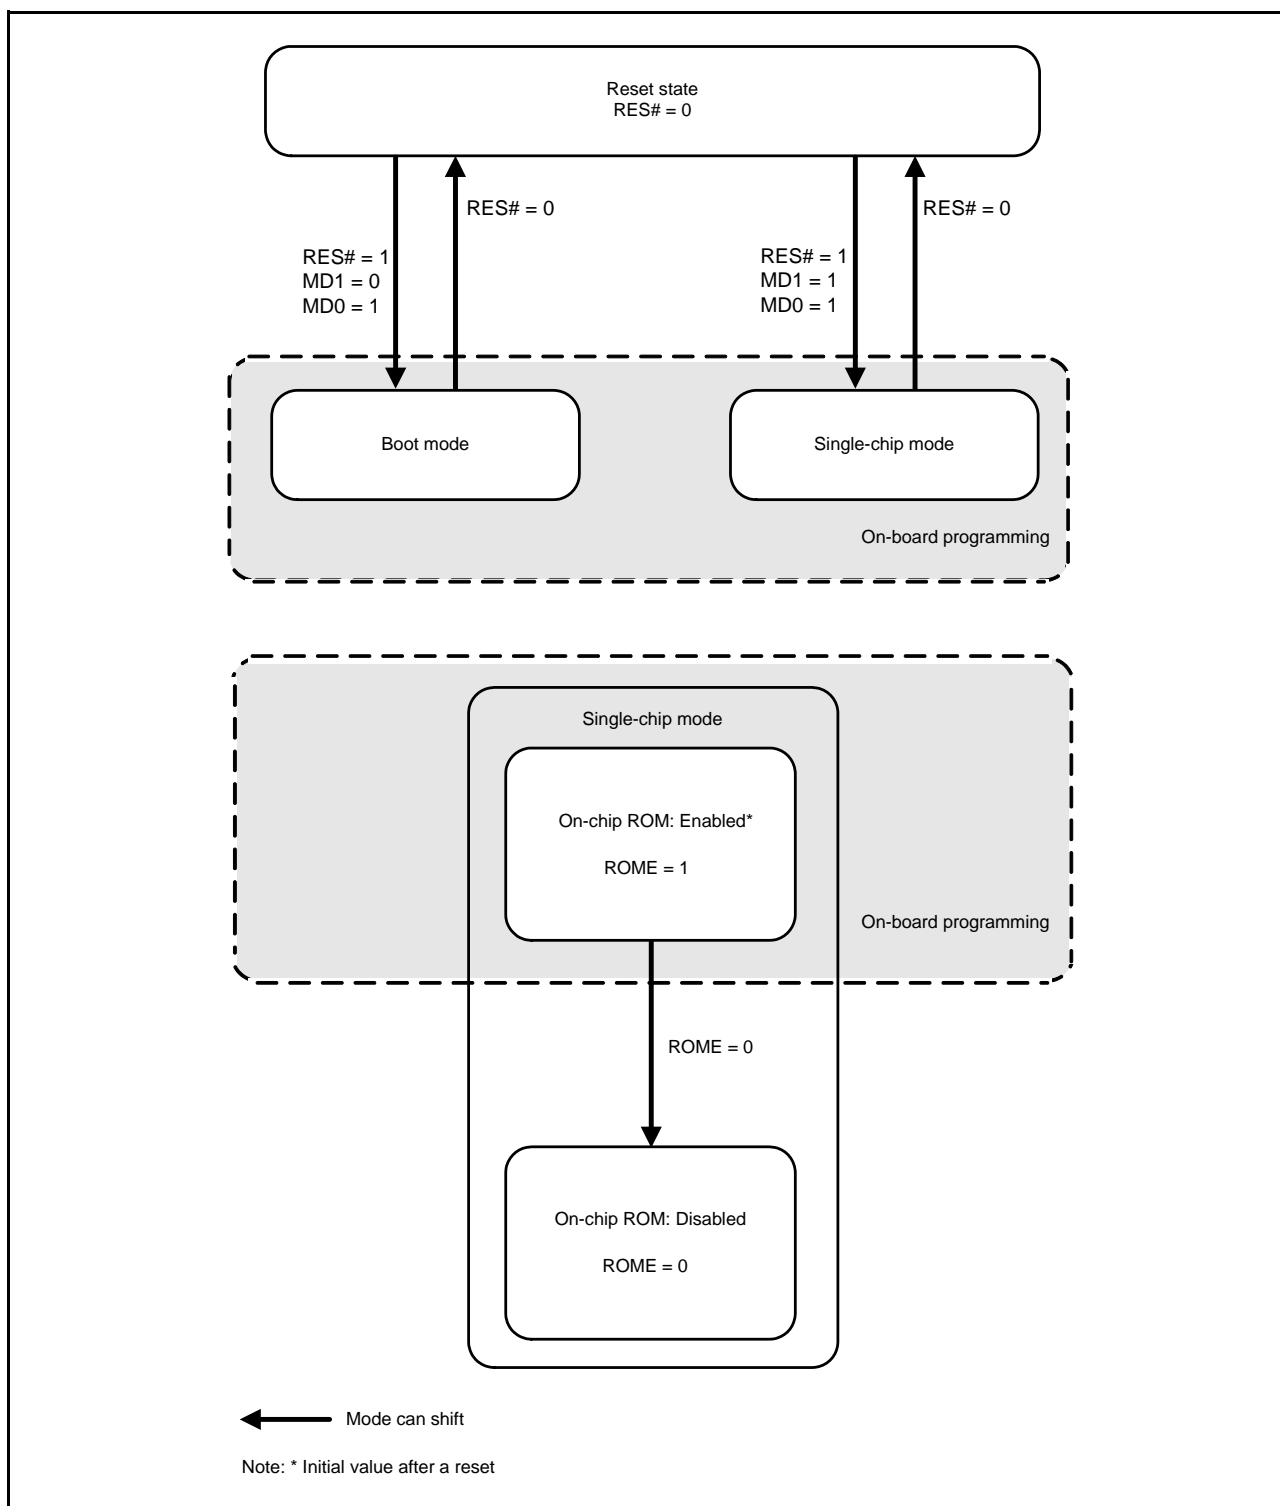 Reset state
RES# = 0
RES# = 0
RES# = 0
RES# = 1
MD1 = 0
MD0 = 1
RES# = 1
MD1 = 1
MD0 = 1
Boot mode
Single-chip mode
On-board programming
Single-chip mode
On-chip ROM: Enabled*
ROME = 1
On-board programming
ROME = 0
On-chip ROM: Disabled
ROME = 0
Mode can shift
Note: * Initial value after a reset